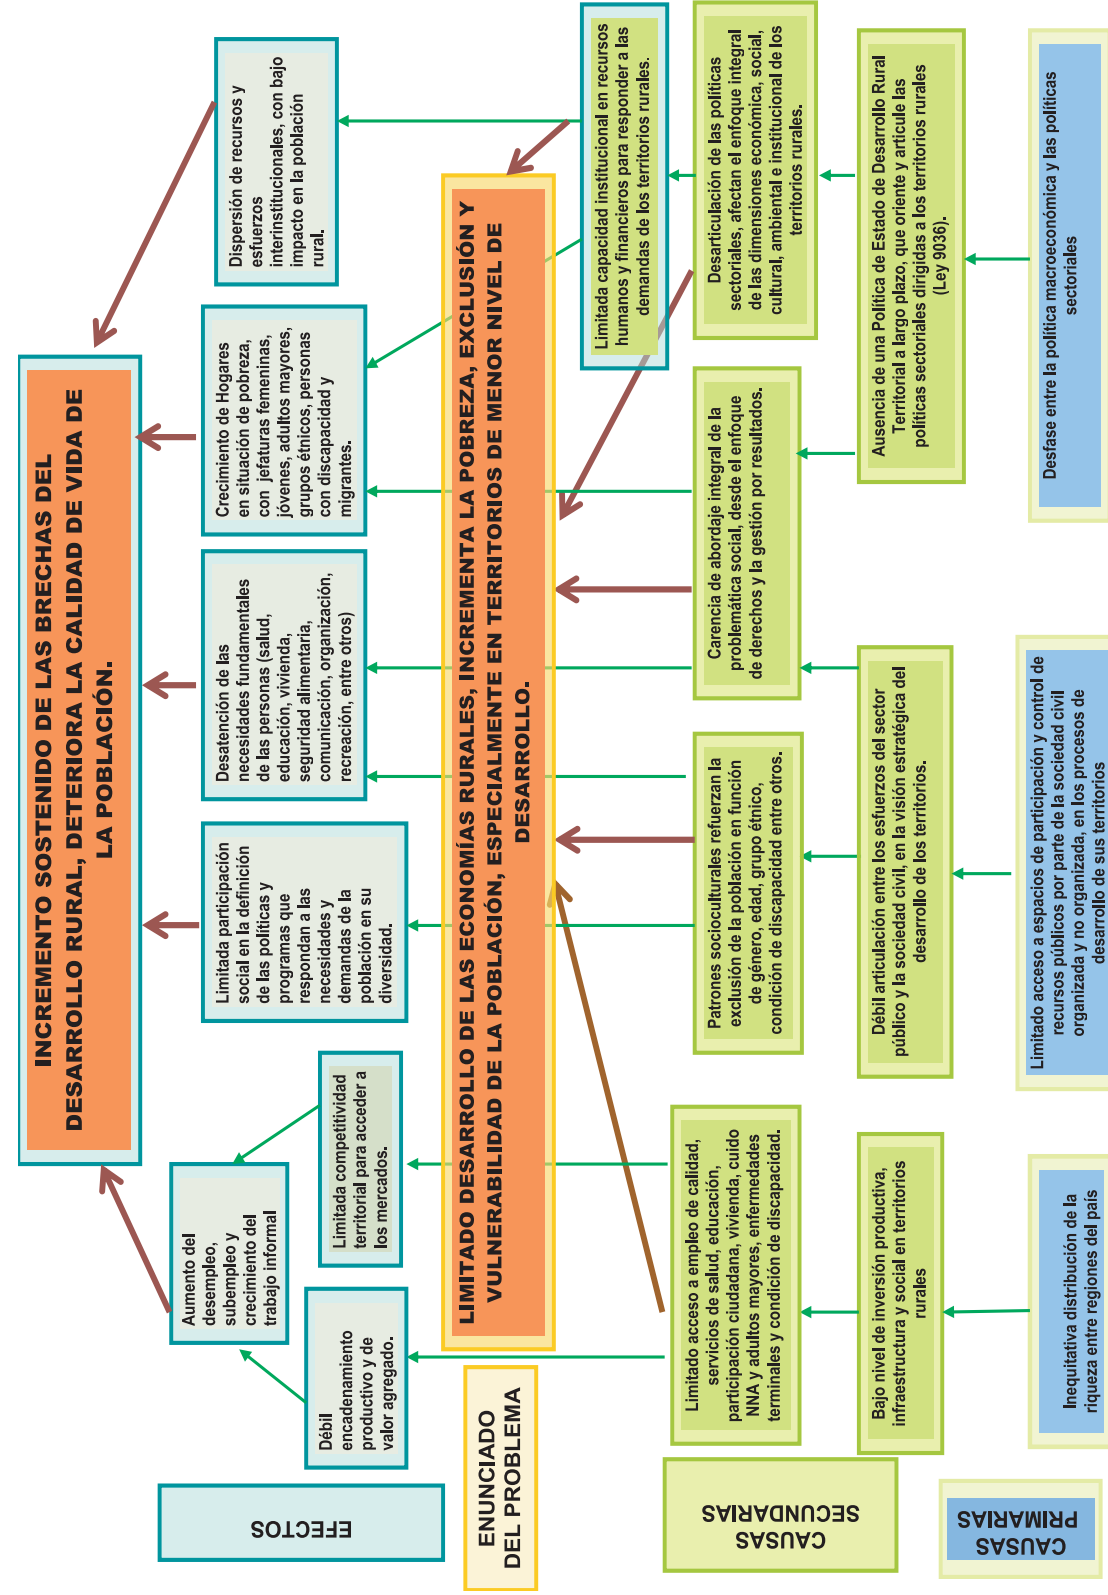 INCREMENTO SOSTENIDO DE LAS BRECHAS DEL
DESARROLLO RURAL, DETERIORA LA CALIDAD DE VIDA DE
LA POBLACIÓN.
EFECTOS
Aumento del
desempleo,
subempleo y
crecimiento del
trabajo informal
Débil
encadenamiento
productivo y de
valor agregado.
Limitada competitividad
territorial para acceder a
los mercados.
Limitada participación
social en la definición
de las políticas y
programas que
respondan a las
necesidades y
demandas de la
población en su
diversidad.
Desatención de las
necesidades fundamentales
de las personas (salud,
educación, vivienda,
seguridad alimentaria,
comunicación, organización,
recreación, entre otros)
Crecimiento de Hogares
en situación de pobreza,
con jefaturas femeninas,
jóvenes, adultos mayores,
grupos étnicos, personas
con discapacidad y
migrantes.
Dispersión de recursos y
esfuerzos
interinstitucionales, con bajo
impacto en la población
rural.
ENUNCIADO
DEL PROBLEMA
LIMITADO DESARROLLO DE LAS ECONOMÍAS RURALES, INCREMENTA LA POBREZA, EXCLUSIÓN Y
VULNERABILIDAD DE LA POBLACIÓN, ESPECIALMENTE EN TERRITORIOS DE MENOR NIVEL DE
DESARROLLO.
Limitada capacidad institucional en recursos
humanos y financieros para responder a las
demandas de los territorios rurales.
CAUSAS
SECUNDARIAS
Limitado acceso a empleo de calidad,
servicios de salud, educación,
participación ciudadana, vivienda, cuido
NNA y adultos mayores, enfermedades
terminales y condición de discapacidad.
Patrones socioculturales refuerzan la
exclusión de la población en función
de género, edad, grupo étnico,
condición de discapacidad entre otros.
Carencia de abordaje integral de la
problemática social, desde el enfoque
de derechos y la gestión por resultados.
Desarticulación de las políticas
sectoriales, afectan el enfoque integral
de las dimensiones económica, social,
cultural, ambiental e institucional de los
territorios rurales.
Bajo nivel de inversión productiva,
infraestructura y social en territorios
rurales
Débil articulación entre los esfuerzos del sector
público y la sociedad civil, en la visión estratégica del
desarrollo de los territorios.
Ausencia de una Política de Estado de Desarrollo Rural
Territorial a largo plazo, que oriente y articule las
políticas sectoriales dirigidas a los territorios rurales
(Ley 9036).
CAUSAS
PRIMARIAS
Inequitativa distribución de la
riqueza entre regiones del país
Limitado acceso a espacios de participación y control de
recursos públicos por parte de la sociedad civil
organizada y no organizada, en los procesos de
desarrollo de sus territorios
Desfase entre la política macroeconómica y las políticas
sectoriales